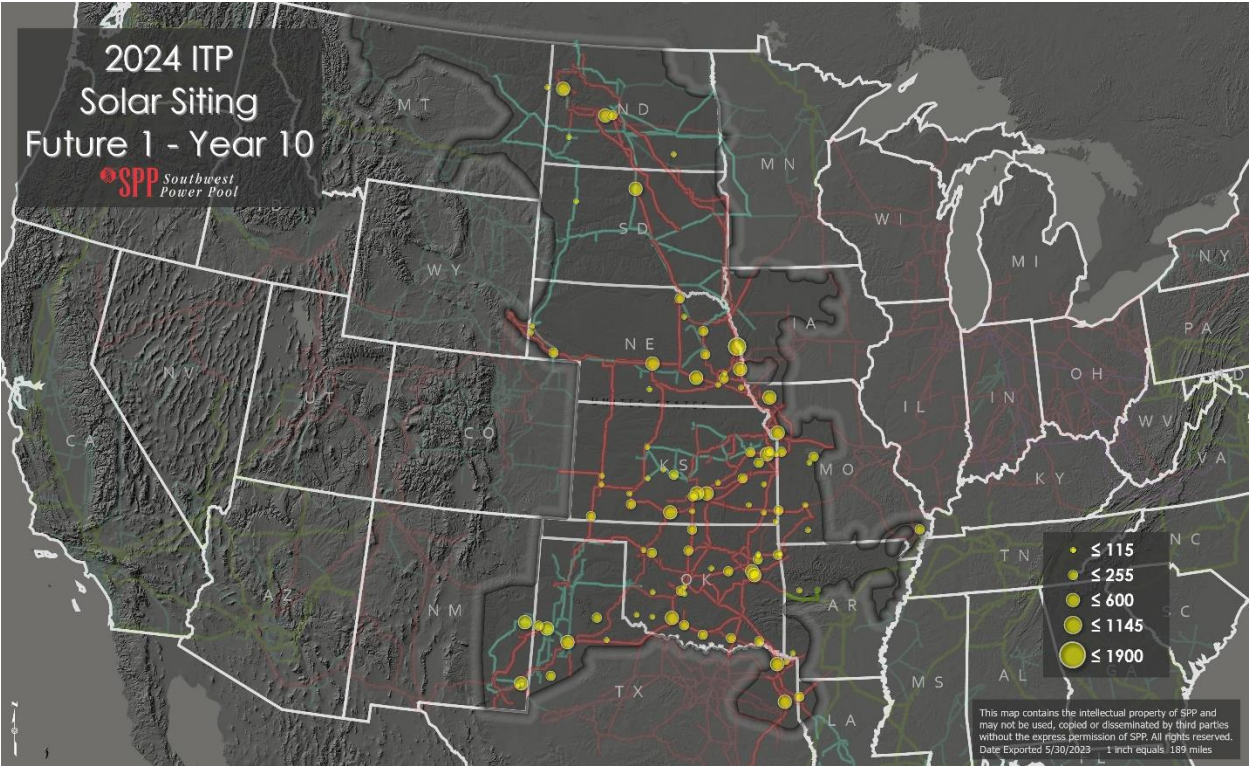 2024 ITP
Solar Siting
Future 1 - Year 10
SPP Southwest
Power Pool
MT
ND
MN
WI
MI
NY
SD
WY
IA
PA
NE
NV
UT
CO
CA
UNITED STATES
IL
IN
OH
WV
VA
KS
MO
KY
AZ
NM
OK
AR
TN
NC
SC
TX
MS
AL
GA
LA
≤ 115
≤ 255
≤ 600
≤ 1145
≤ 1900
This map contains the intellectual property of SPP and
may not be used, copied or disseminated by third parties
without the express permission of SPP. All rights reserved.
Date Exported 5/30/2023 1 inch equals 189 miles